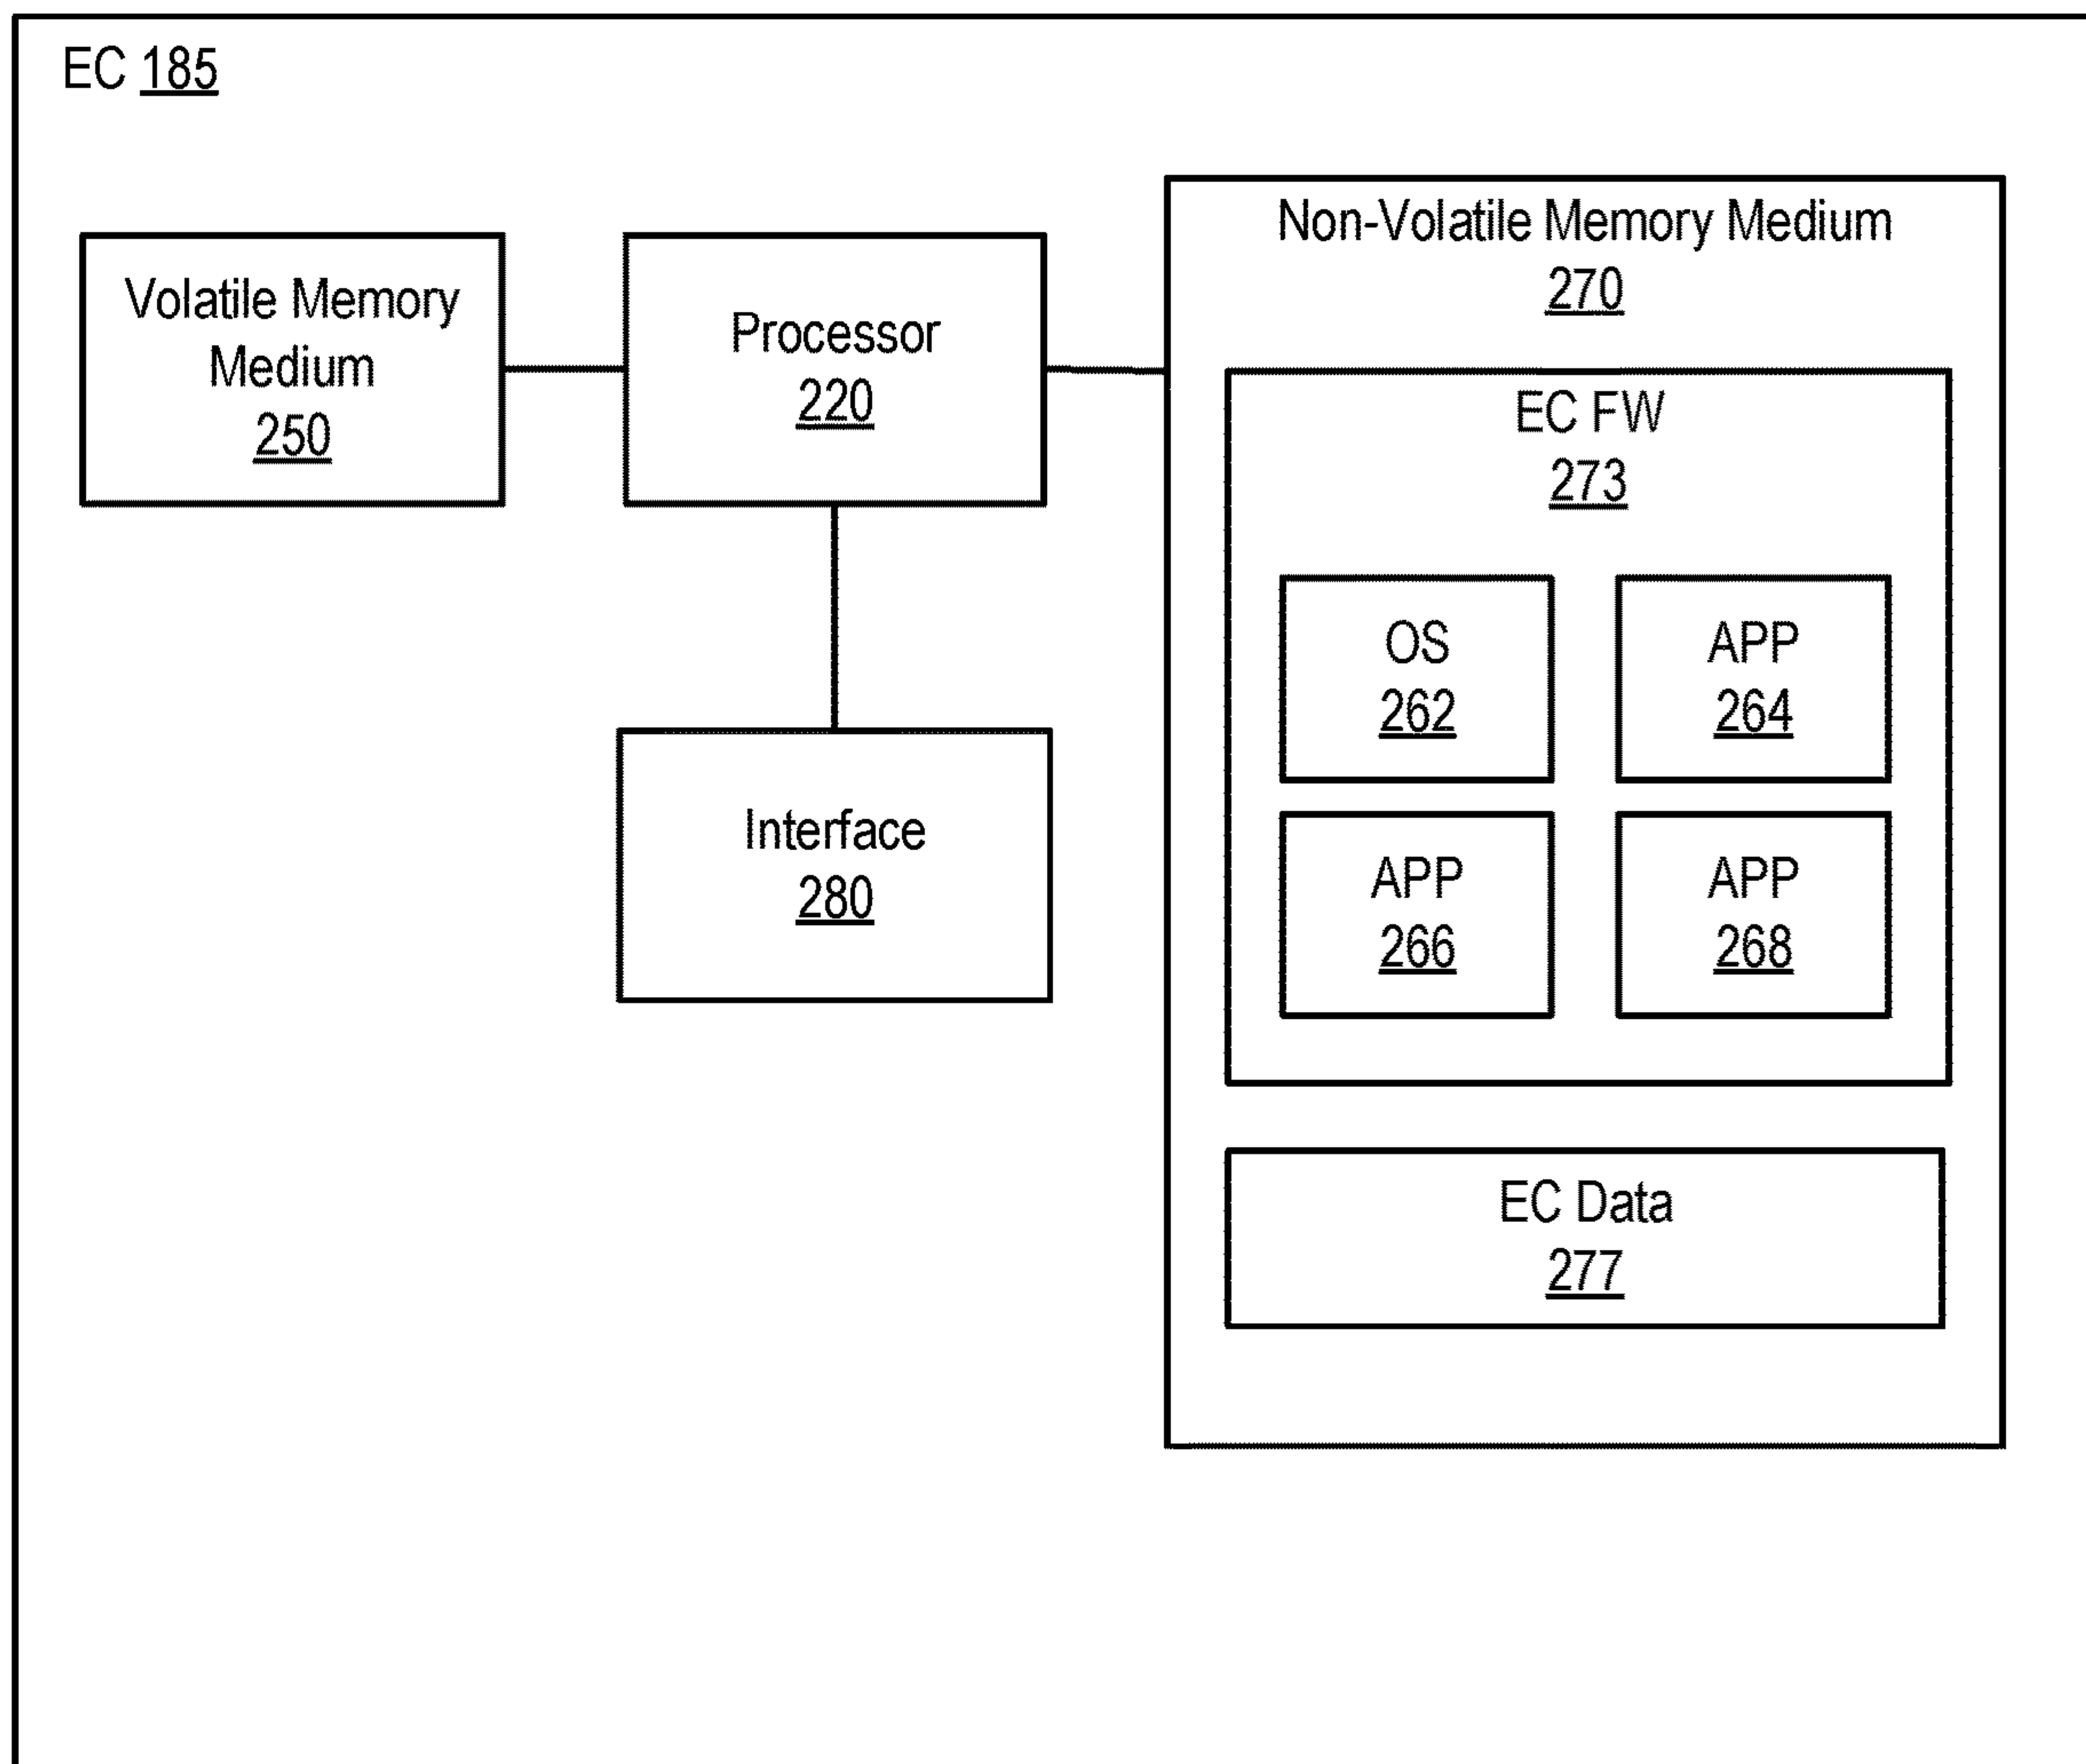 EC 185
Volatile Memory
Medium
250
Processor
220
Interface
280
Non-Volatile Memory Medium
270
EC FW
273
OS
262
APP
264
APP
266
APP
268
EC Data
277